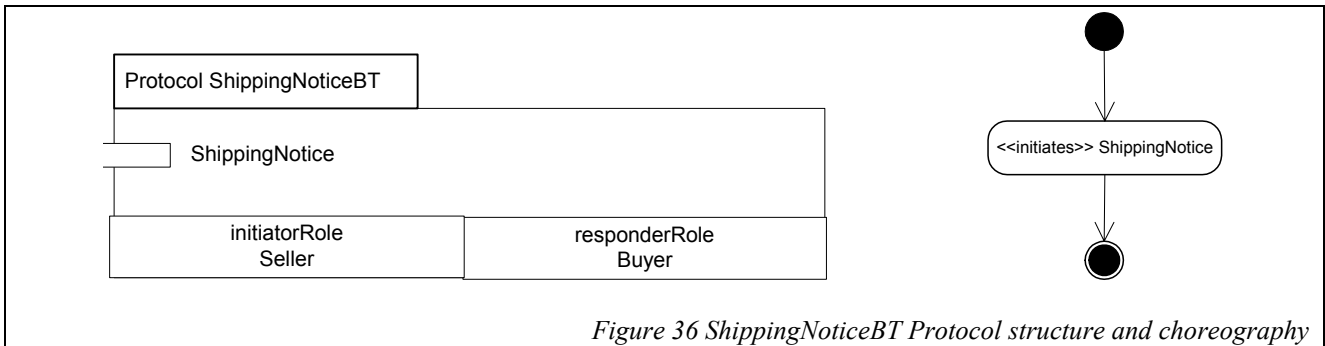 Protocol ShippingNoticeBT
ShippingNotice
initiatorRole
Seller
responderRole
Buyer
<<initiates>> ShippingNotice
Figure 36 ShippingNoticeBT Protocol structure and choreography